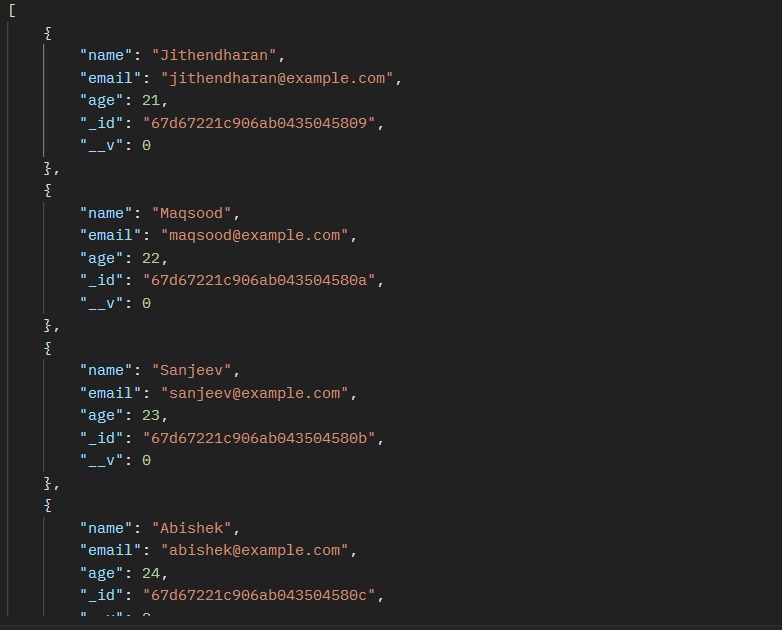 [
{
"name": "Jithendharan",
"email": "jithendharan@example.com",
"age": 21,
"_id": "67d67221c906ab0435045809",
"__v": 0
},
{
"name": "Maqsood",
"email": "maqsood@example.com",
"age": 22,
"_id": "67d67221c906ab043504580a",
"__v": 0
},
{
"name": "Sanjeev",
"email": "sanjeev@example.com",
"age": 23,
"_id": "67d67221c906ab043504580b",
"__v": 0
},
{
"name": "Abishek",
"email": "abishek@example.com",
"age": 24,
"_id": "67d67221c906ab043504580c",